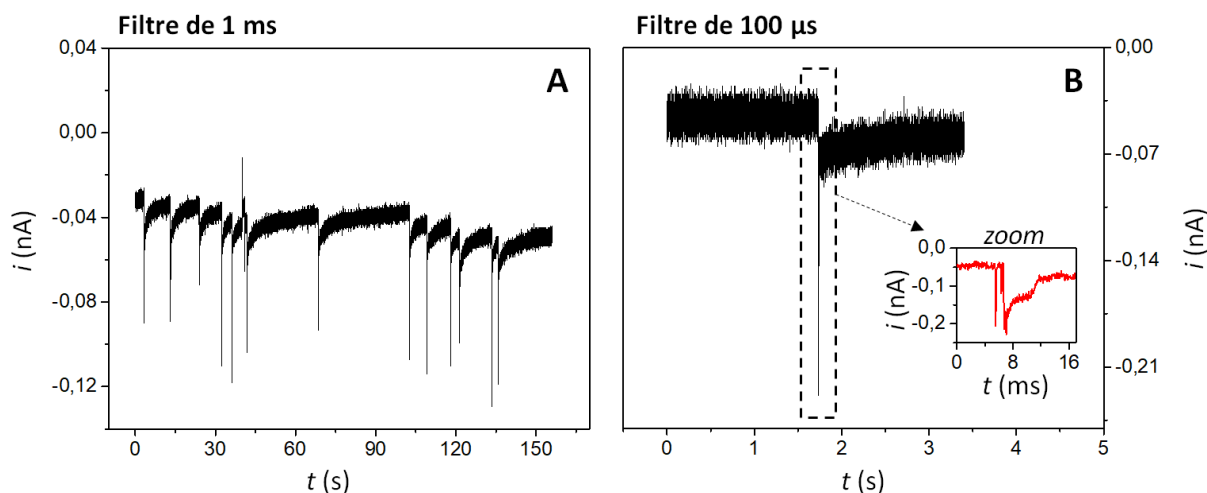 Filtre de 1 ms
A
i (nA)
0,04
0,00
-0,04
-0,08
-0,12
0 30 60 90 120 150
t (s)
Filtre de 100 µs
B
0,00
-0,07
-0,14
-0,21
i (nA)
zoom
i (nA)
0,0
-0,1
-0,2
0 8 16
t (ms)
0 1 2 3 4 5
t (s)